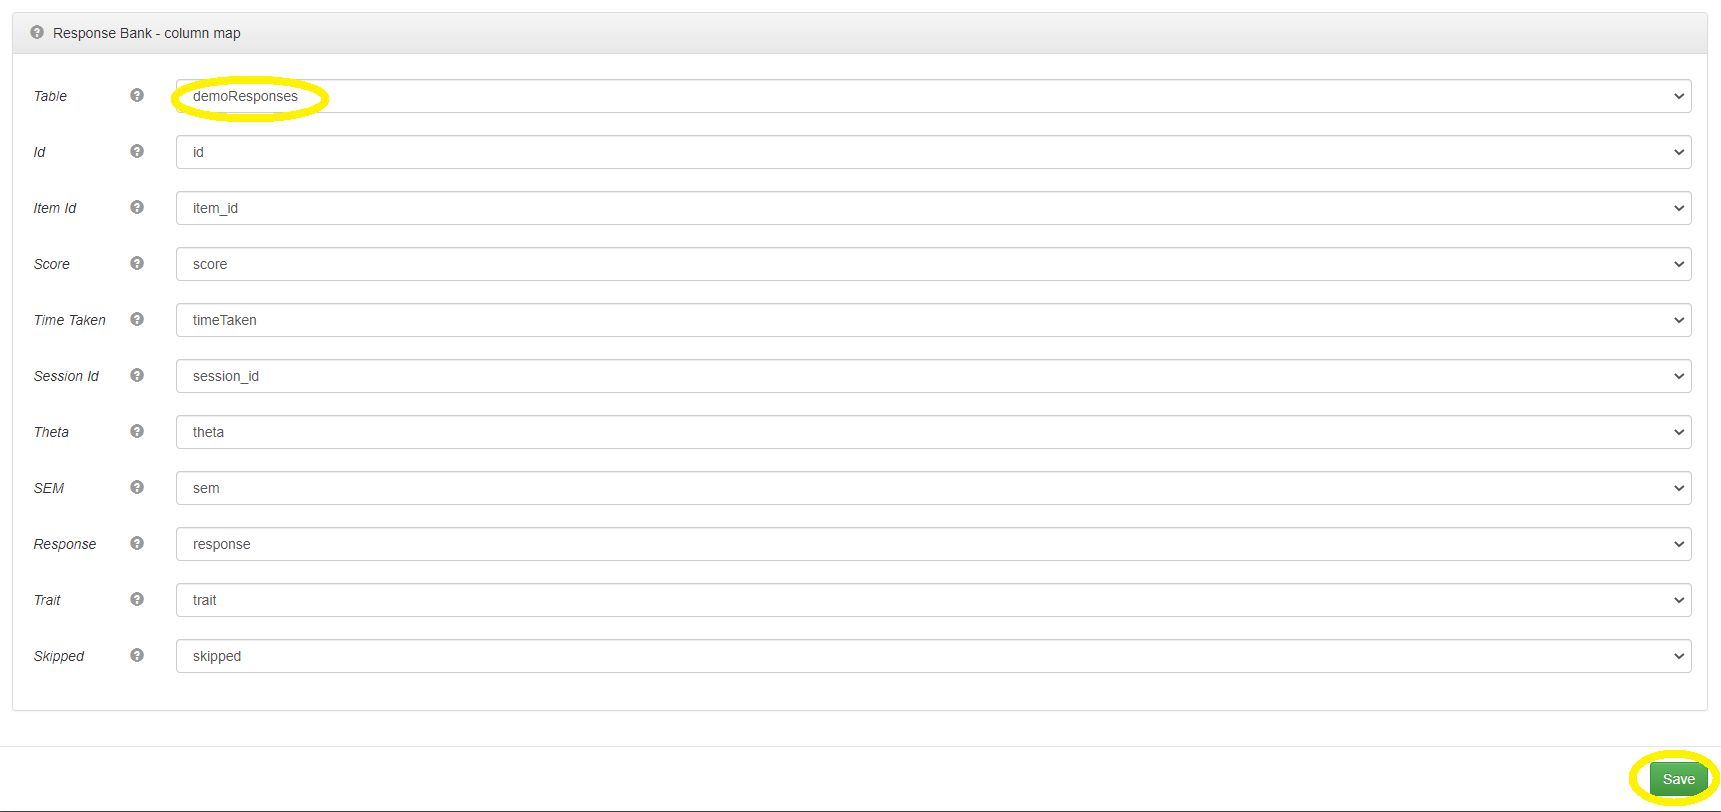 Response Bank - column map
Table demoResponses
Id id
Item Id item_id
Score score
Time Taken timeTaken
Session Id session_id
Theta theta
SEM sem
Response response
Trait trait
Skipped skipped
Save